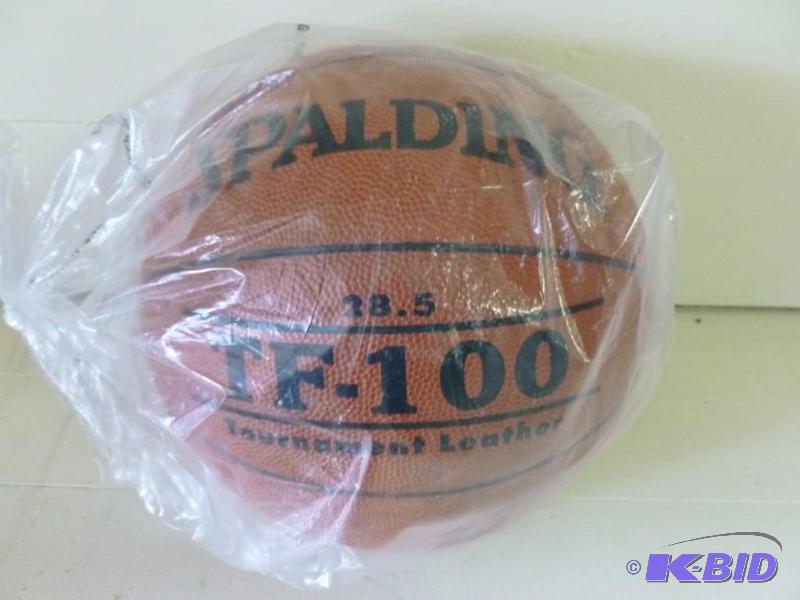 SPALDING
28.5
TF-100
Tournament Leather
© K-BID